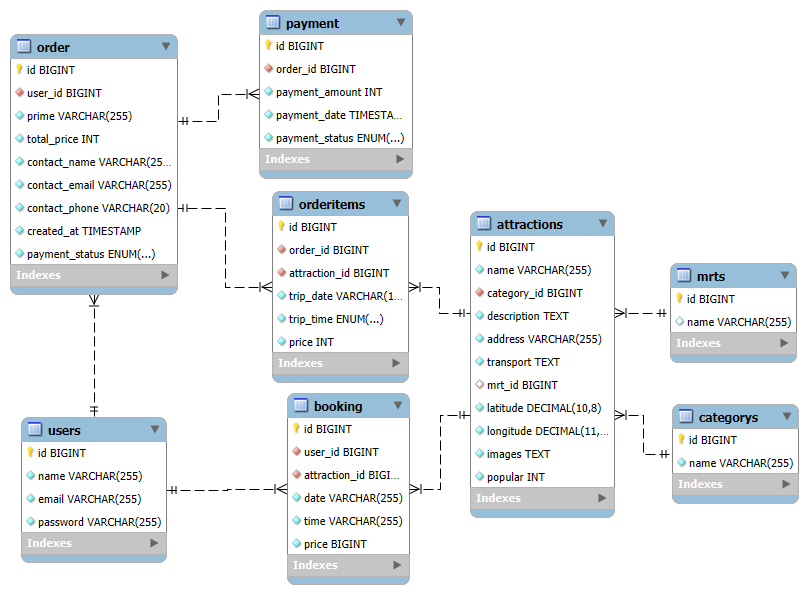 order
id BIGINT
user_id BIGINT
prime VARCHAR(255)
total_price INT
contact_name VARCHAR(25...
contact_email VARCHAR(255)
contact_phone VARCHAR(20)
created_at TIMESTAMP
payment_status ENUM(...)
Indexes
payment
id BIGINT
order_id BIGINT
payment_amount INT
payment_date TIMESTA...
payment_status ENUM(...)
Indexes
orderitems
id BIGINT
order_id BIGINT
attraction_id BIGINT
trip_date VARCHAR(1...
trip_time ENUM(...)
price INT
Indexes
attractions
id BIGINT
name VARCHAR(255)
category_id BIGINT
description TEXT
address VARCHAR(255)
transport TEXT
mrt_id BIGINT
latitude DECIMAL(10,8)
longitude DECIMAL(11,...
images TEXT
popular INT
Indexes
mrts
id BIGINT
name VARCHAR(255)
Indexes
users
id BIGINT
name VARCHAR(255)
email VARCHAR(255)
password VARCHAR(255)
Indexes
booking
id BIGINT
user_id BIGINT
attraction_id BIGI...
date VARCHAR(255)
time VARCHAR(255)
price BIGINT
Indexes
categorys
id BIGINT
name VARCHAR(255)
Indexes